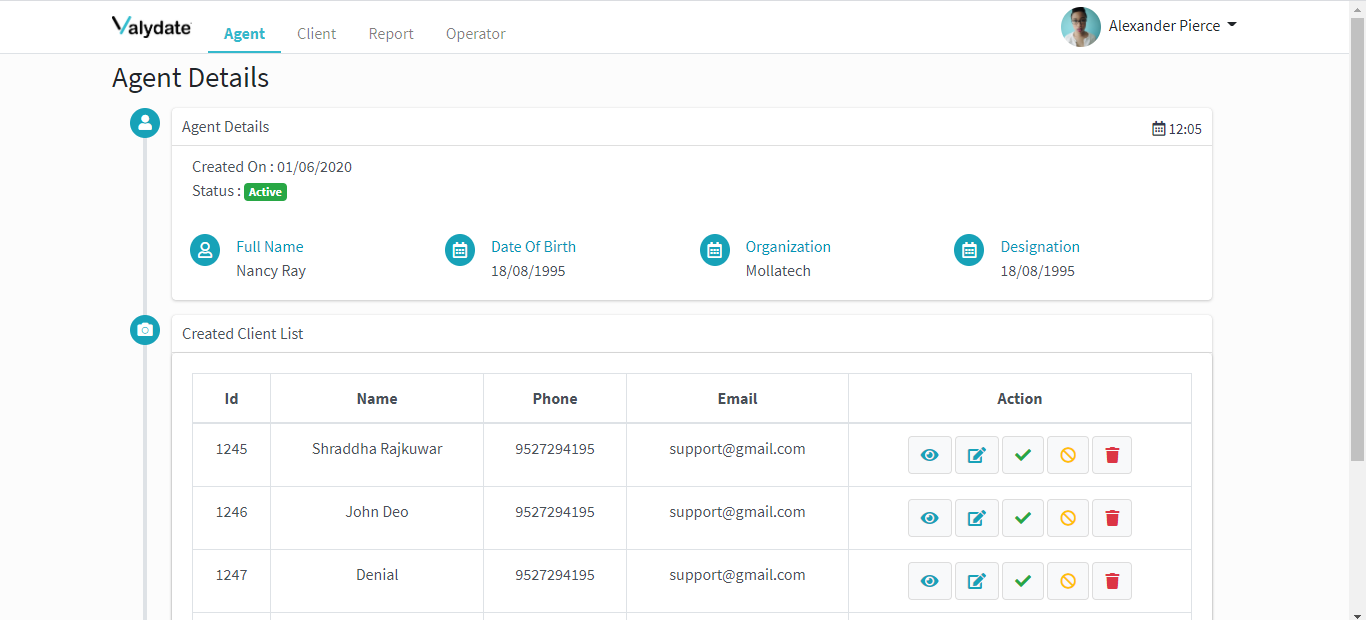 Valydate
Agent Client Report Operator
Alexander Pierce
Agent Details
Agent Details
12:05
Created On : 01/06/2020
Status : Active
Full Name Date Of Birth Organization Designation
Nancy Ray 18/08/1995 Mollatech 18/08/1995
Created Client List
Id Name Phone Email Action
1245 Shraddha Rajkuwar 9527294195 support@gmail.com
1246 John Deo 9527294195 support@gmail.com
1247 Denial 9527294195 support@gmail.com